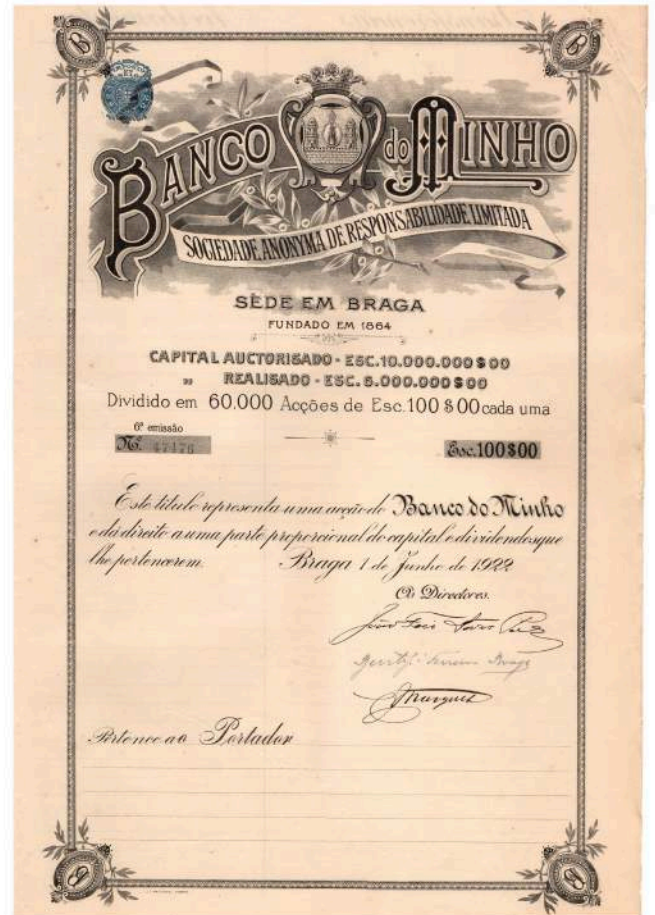 BANCO do MINHO
SOCIEDADE ANONYMA DE RESPONSABILIDADE LIMITADA
SÉDE EM BRAGA
FUNDADO EM 1864
CAPITAL AUCTORISADO - ESC. 10.000.000$00
" REALISADO - ESC. 6.000.000$00
Dividido em 60.000 Acções de Esc. 100$00 cada uma
6ª emissão
Nº 47476
Esc. 100$00
Este titulo representa uma acção do Banco do Minho
e dá direito a uma parte proporcional do capital e dividendos que
lhe pertencerem. Braga 1 de Junho de 1922
Os Directores.
Marques
Pertence ao Portador